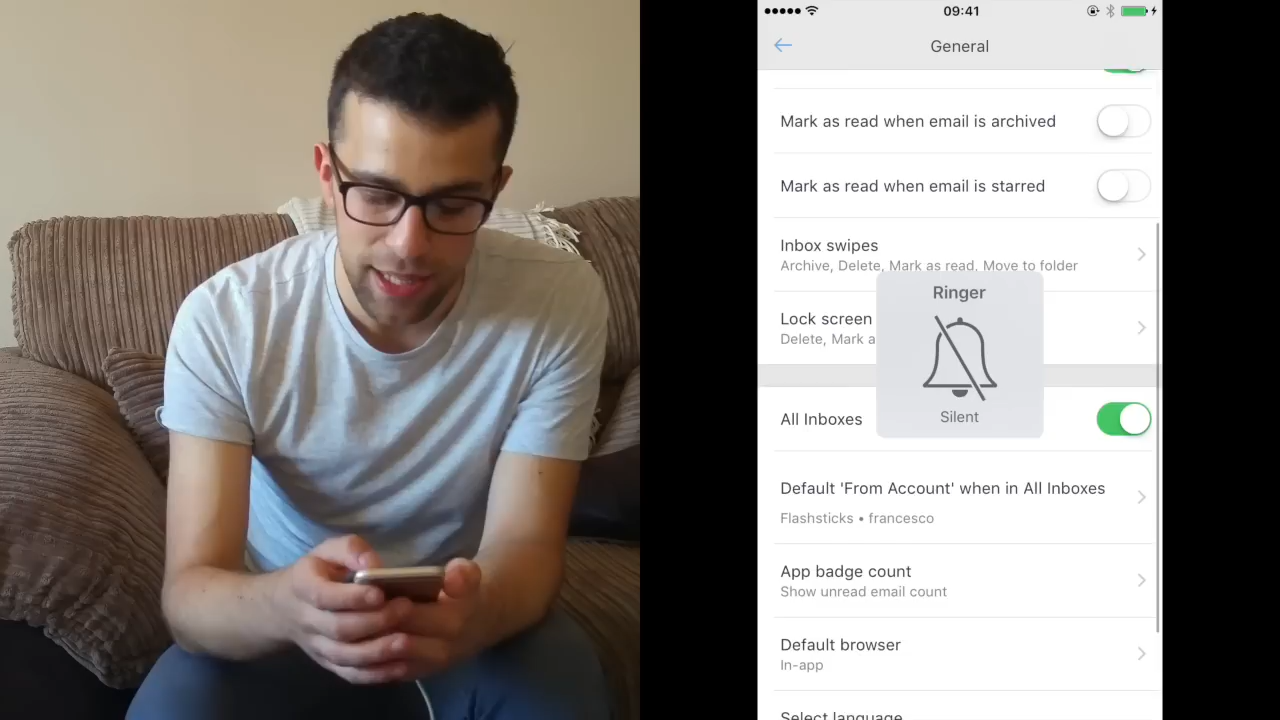 09:41
General
Mark as read when email is archived
Mark as read when email is starred
Inbox swipes
Archive, Delete, Mark as read, Move to folder
Ringer
Lock screen
Delete, Mark a
Silent
All Inboxes
Default 'From Account' when in All Inboxes
Flashsticks • francesco
App badge count
Show unread email count
Default browser
In-app
Select language